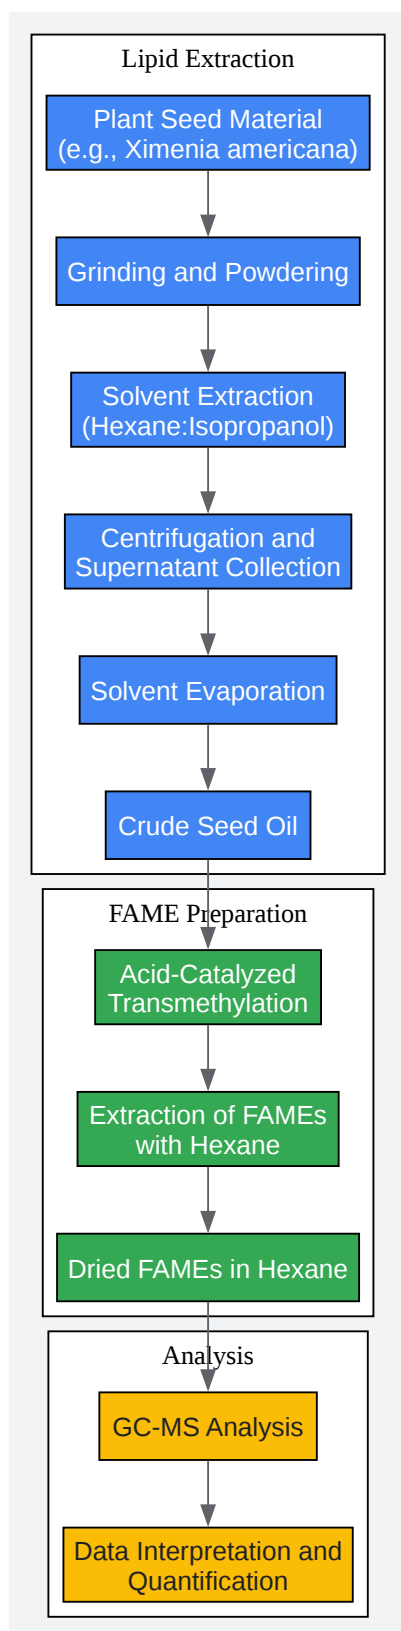 Lipid Extraction
Plant Seed Material
(e.g., Ximenia americana)
Grinding and Powdering
Solvent Extraction
(Hexane:Isopropanol)
Centrifugation and
Supernatant Collection
Solvent Evaporation
Crude Seed Oil
FAME Preparation
Acid-Catalyzed
Transmethylation
Extraction of FAMEs
with Hexane
Dried FAMEs in Hexane
Analysis
GC-MS Analysis
Data Interpretation and
Quantification